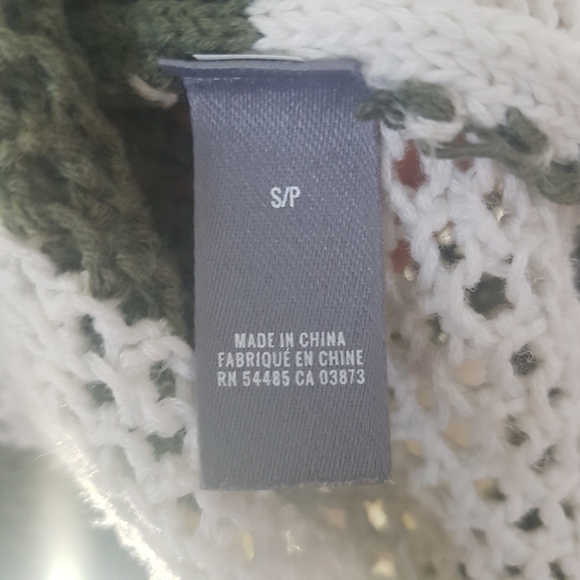 S/P
MADE IN CHINA
FABRIQUÉ EN CHINE
RN 54485 CA 03873